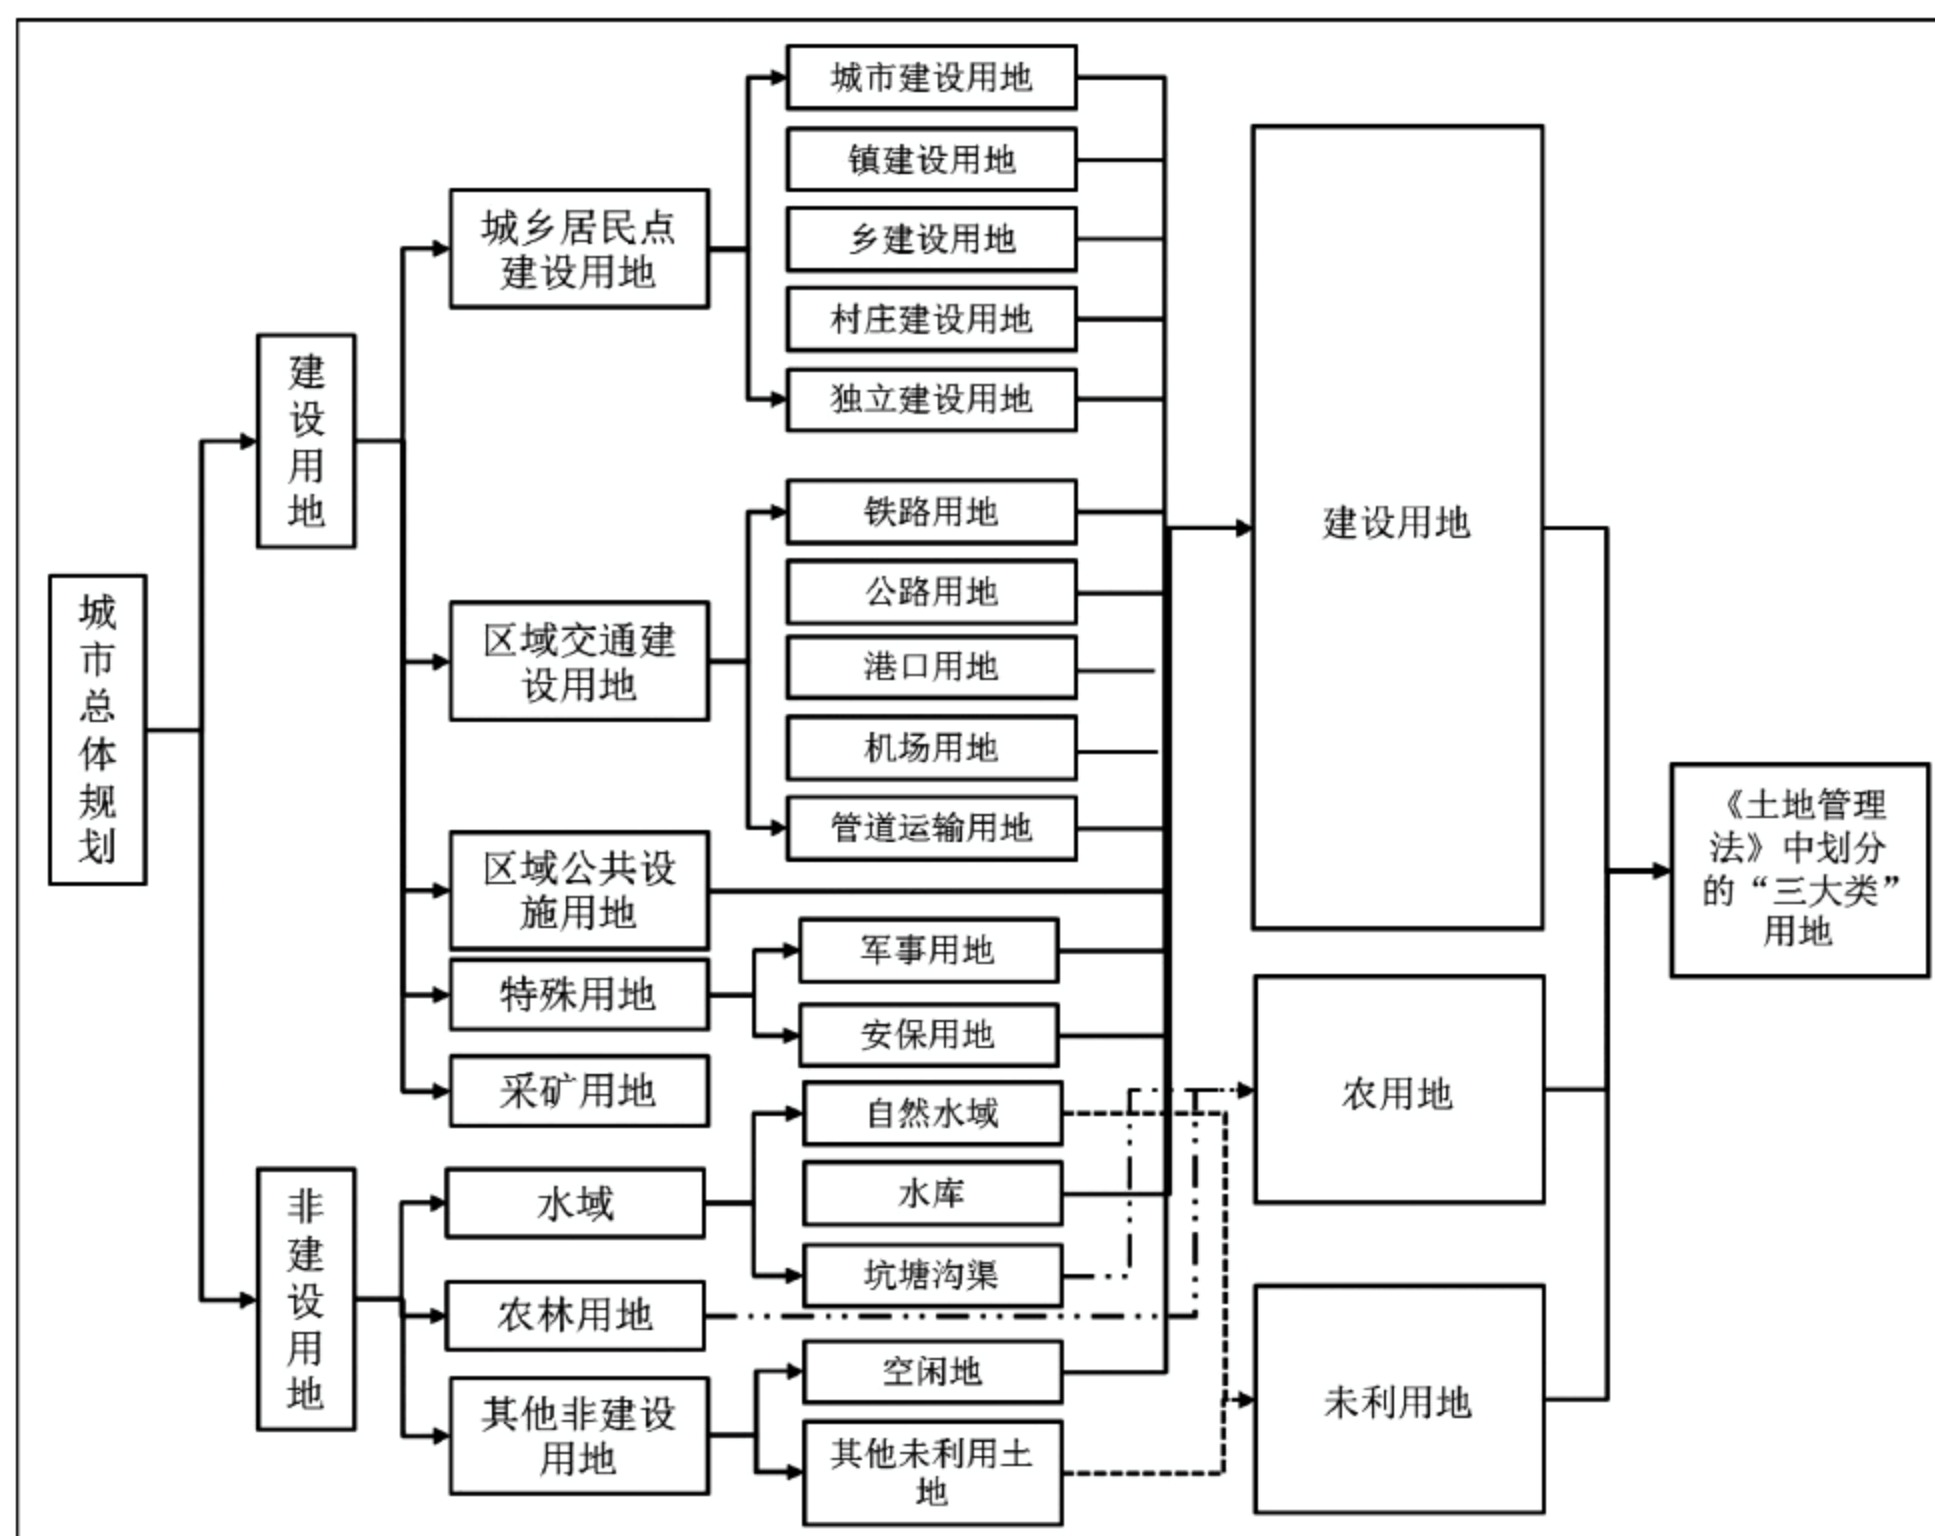 城市总体规划
建设用地
非建设用地
城乡居民点
建设用地
区域交通建
设用地
区域公共设
施用地
特殊用地
采矿用地
水域
农林用地
其他非建设
用地
城市建设用地
镇建设用地
乡建设用地
村庄建设用地
独立建设用地
铁路用地
公路用地
港口用地
机场用地
管道运输用地
军事用地
安保用地
自然水域
水库
坑塘沟渠
空闲地
其他未利用土
地
建设用地
农用地
未利用地
《土地管理
法》中划分
的“三大类”
用地